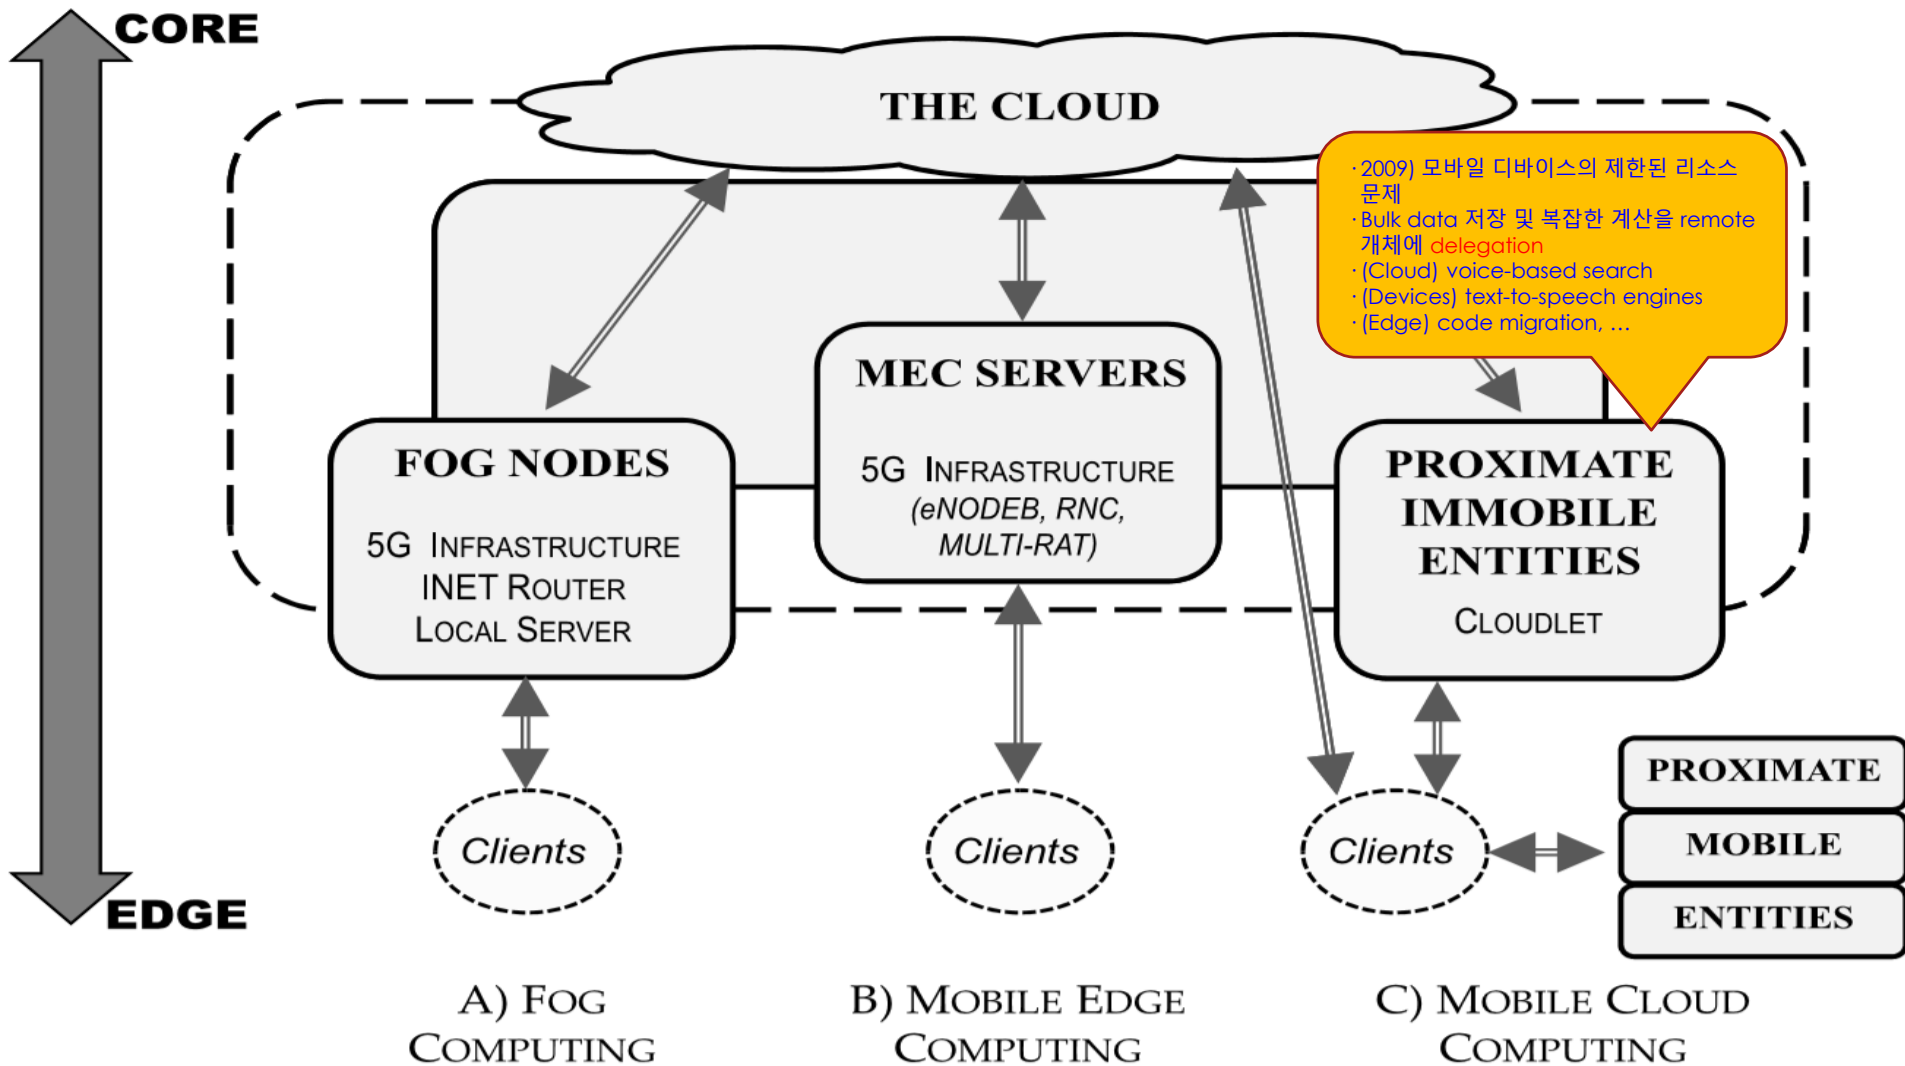 CORE
THE CLOUD
·2009) 모바일 디바이스의 제한된 리소스
문제
·Bulk data 저장 및 복잡한 계산을 remote
개체에 delegation
·(Cloud) voice-based search
·(Devices) text-to-speech engines
·(Edge) code migration, …
MEC SERVERS
5G INFRASTRUCTURE
(eNODEB, RNC,
MULTI-RAT)
FOG NODES
5G INFRASTRUCTURE
INET ROUTER
LOCAL SERVER
PROXIMATE
IMMOBILE
ENTITIES
CLOUDLET
Clients
Clients
Clients
PROXIMATE
MOBILE
ENTITIES
EDGE
A) FOG
COMPUTING
B) MOBILE EDGE
COMPUTING
C) MOBILE CLOUD
COMPUTING